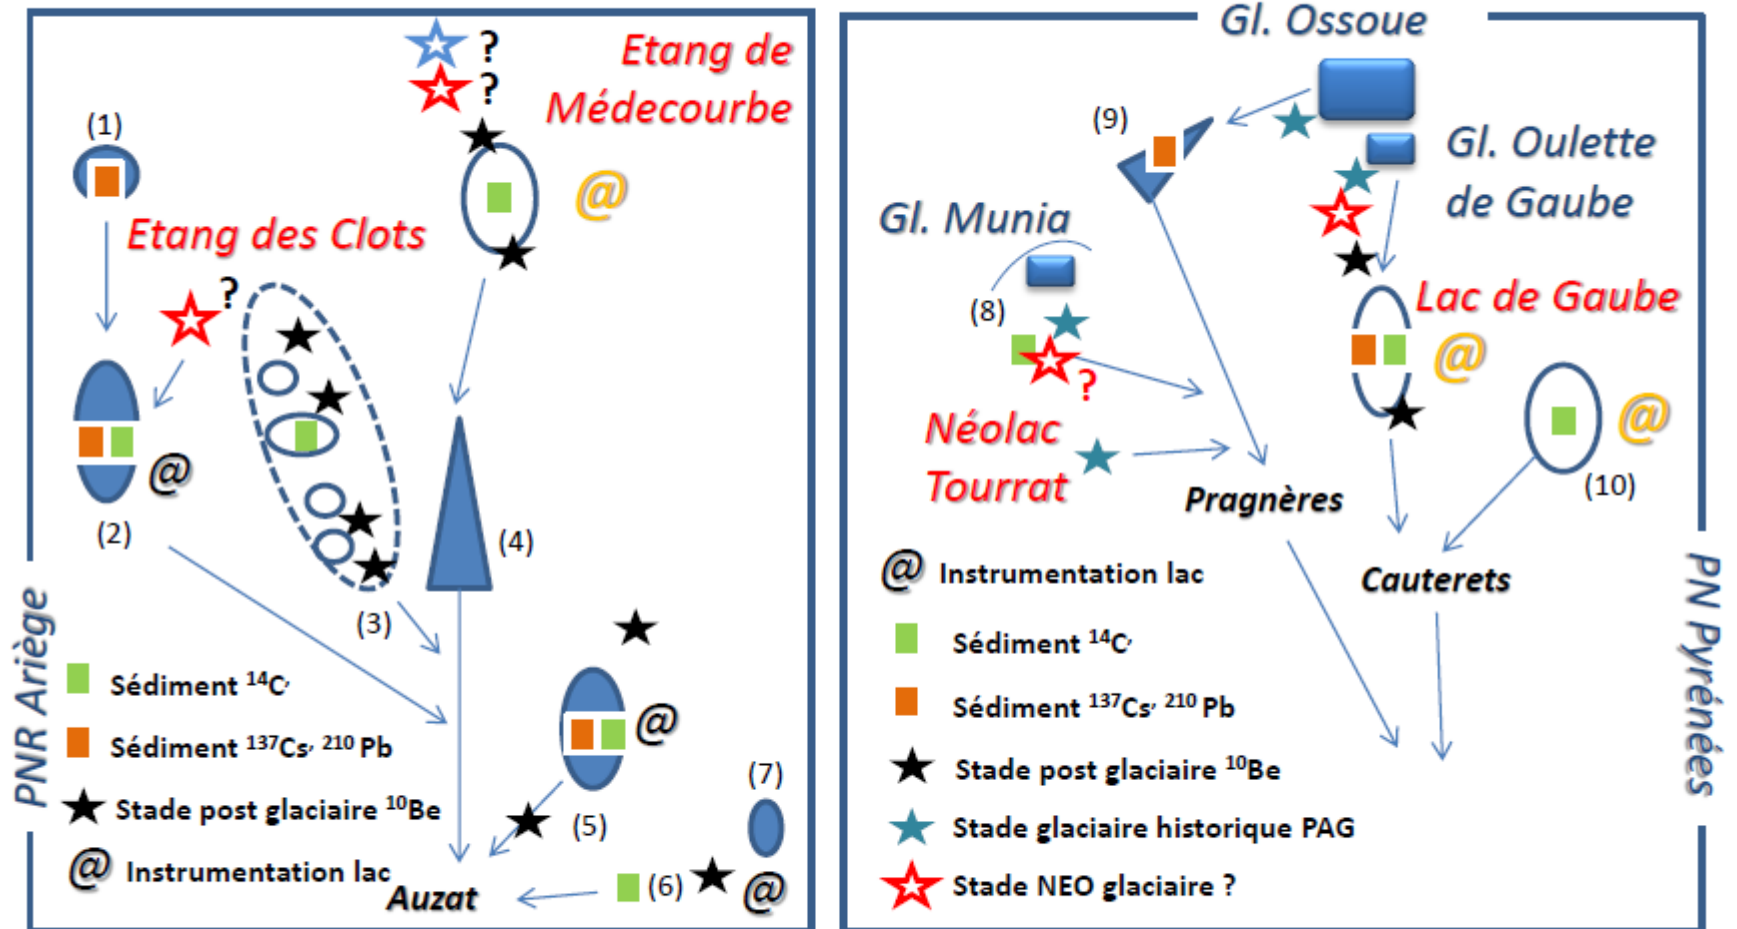 ?
?
Etang de
Médecourbe
(1)
@
Etang des Clots
?
@
(2)
(4)
(3)
PNR Ariège
Sédiment ¹⁴C,
Sédiment ¹³⁷Cs, ²¹⁰ Pb
Stade post glaciaire ¹⁰Be
@ Instrumentation lac
@
(5)
(7)
(6)
@
Auzat
Gl. Ossoue
(9)
Gl. Oulette
de Gaube
Gl. Munia
(8)
Lac de Gaube
@
?
Néolac
Tourrat
@
(10)
Pragnères
Cauterets
@ Instrumentation lac
Sédiment ¹⁴C,
Sédiment ¹³⁷Cs, ²¹⁰ Pb
Stade post glaciaire ¹⁰Be
Stade glaciaire historique PAG
Stade NEO glaciaire ?
PN Pyrénées